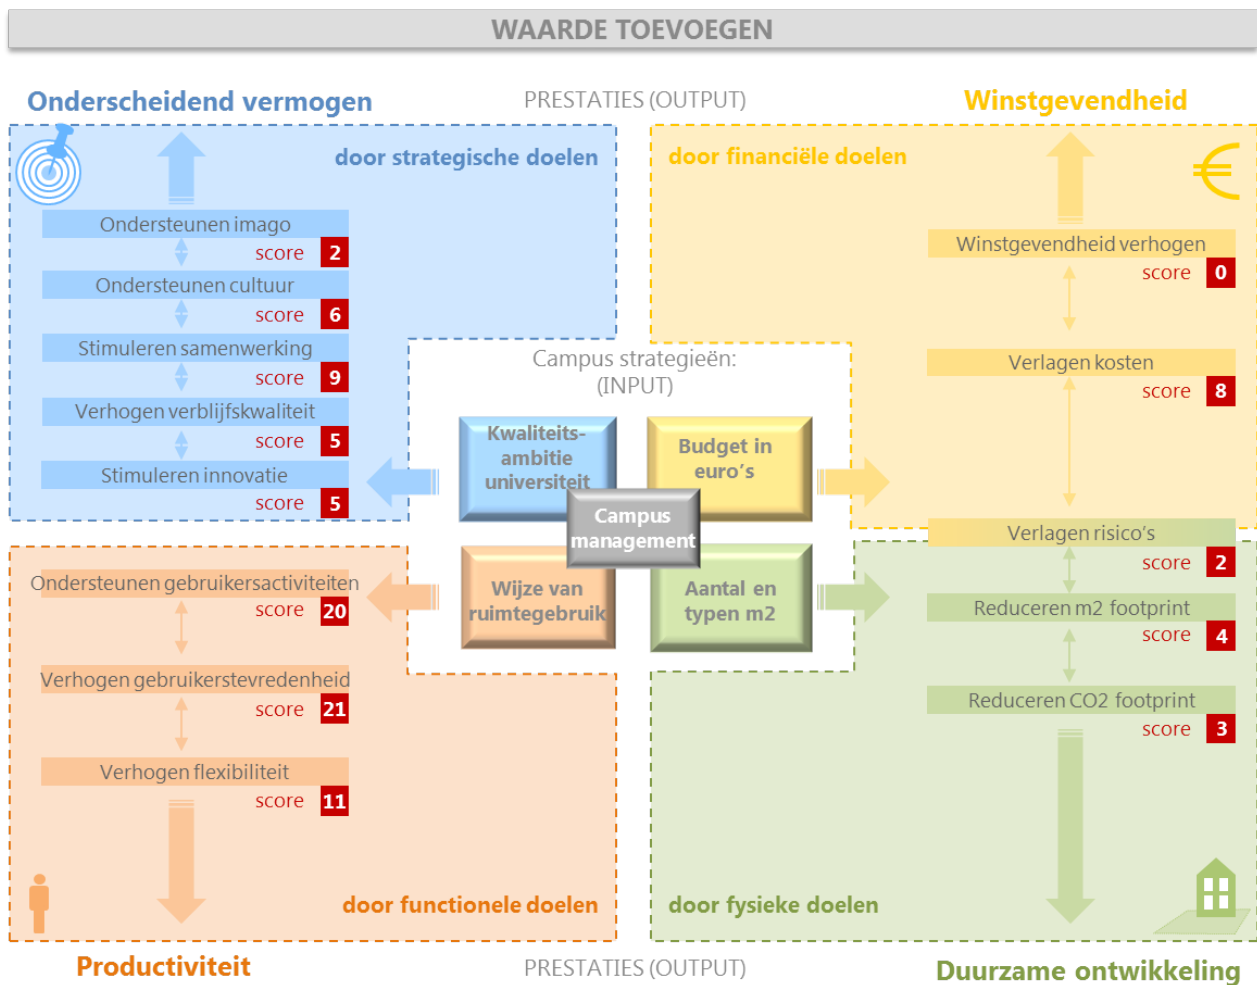 WAARDE TOEVOEGEN
Onderscheidend vermogen
PRESTATIES (OUTPUT)
Winstgevendheid
door strategische doelen
door financiële doelen
Ondersteunen imago
score 2
Ondersteunen cultuur
score 6
Stimuleren samenwerking
score 9
Verhogen verblijfskwaliteit
score 5
Stimuleren innovatie
score 5
Winstgevendheid verhogen
score 0
Verlagen kosten
score 8
Campus strategieën:
(INPUT)
Kwaliteits-
ambitie
universiteit
Budget in
euro's
Campus
management
Wijze van
ruimtegebruik
Aantal en
typen m2
Verlagen risico's
score 2
Reduceren m2 footprint
score 4
Reduceren CO2 footprint
score 3
Ondersteunen gebruikersactiviteiten
score 20
Verhogen gebruikerstevredenheid
score 21
Verhogen flexibiliteit
score 11
door functionele doelen
door fysieke doelen
Productiviteit
PRESTATIES (OUTPUT)
Duurzame ontwikkeling